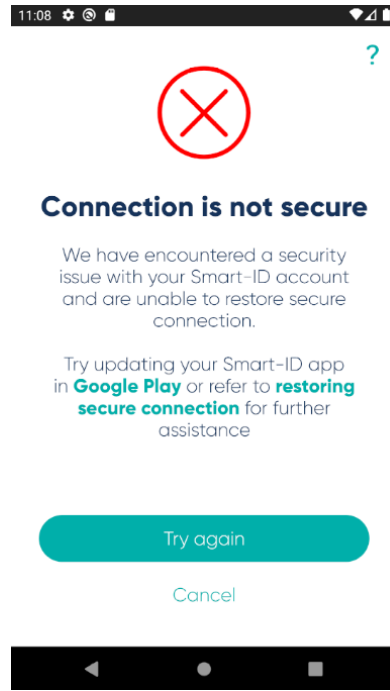 11:08
?
Connection is not secure
We have encountered a security
issue with your Smart-ID account
and are unable to restore secure
connection.
Try updating your Smart-ID app
in Google Play or refer to restoring
secure connection for further
assistance
Try again
Cancel